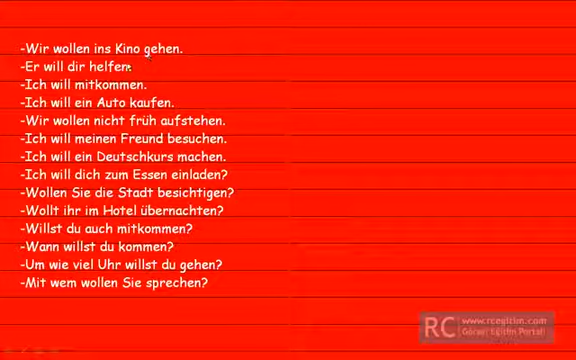 -Wir wollen ins Kino gehen.
-Er will dir helfen.
-Ich will mitkommen.
-Ich will ein Auto kaufen.
-Wir wollen nicht früh aufstehen.
-Ich will meinen Freund besuchen.
-Ich will ein Deutschkurs machen.
-Ich will dich zum Essen einladen?
-Wollen Sie die Stadt besichtigen?
-Wollt ihr im Hotel übernachten?
-Willst du auch mitkommen?
-Wann willst du kommen?
-Um wie viel Uhr willst du gehen?
-Mit wem wollen Sie sprechen?
RC www.rcegitim.com
Görsel Eğitim Portalı